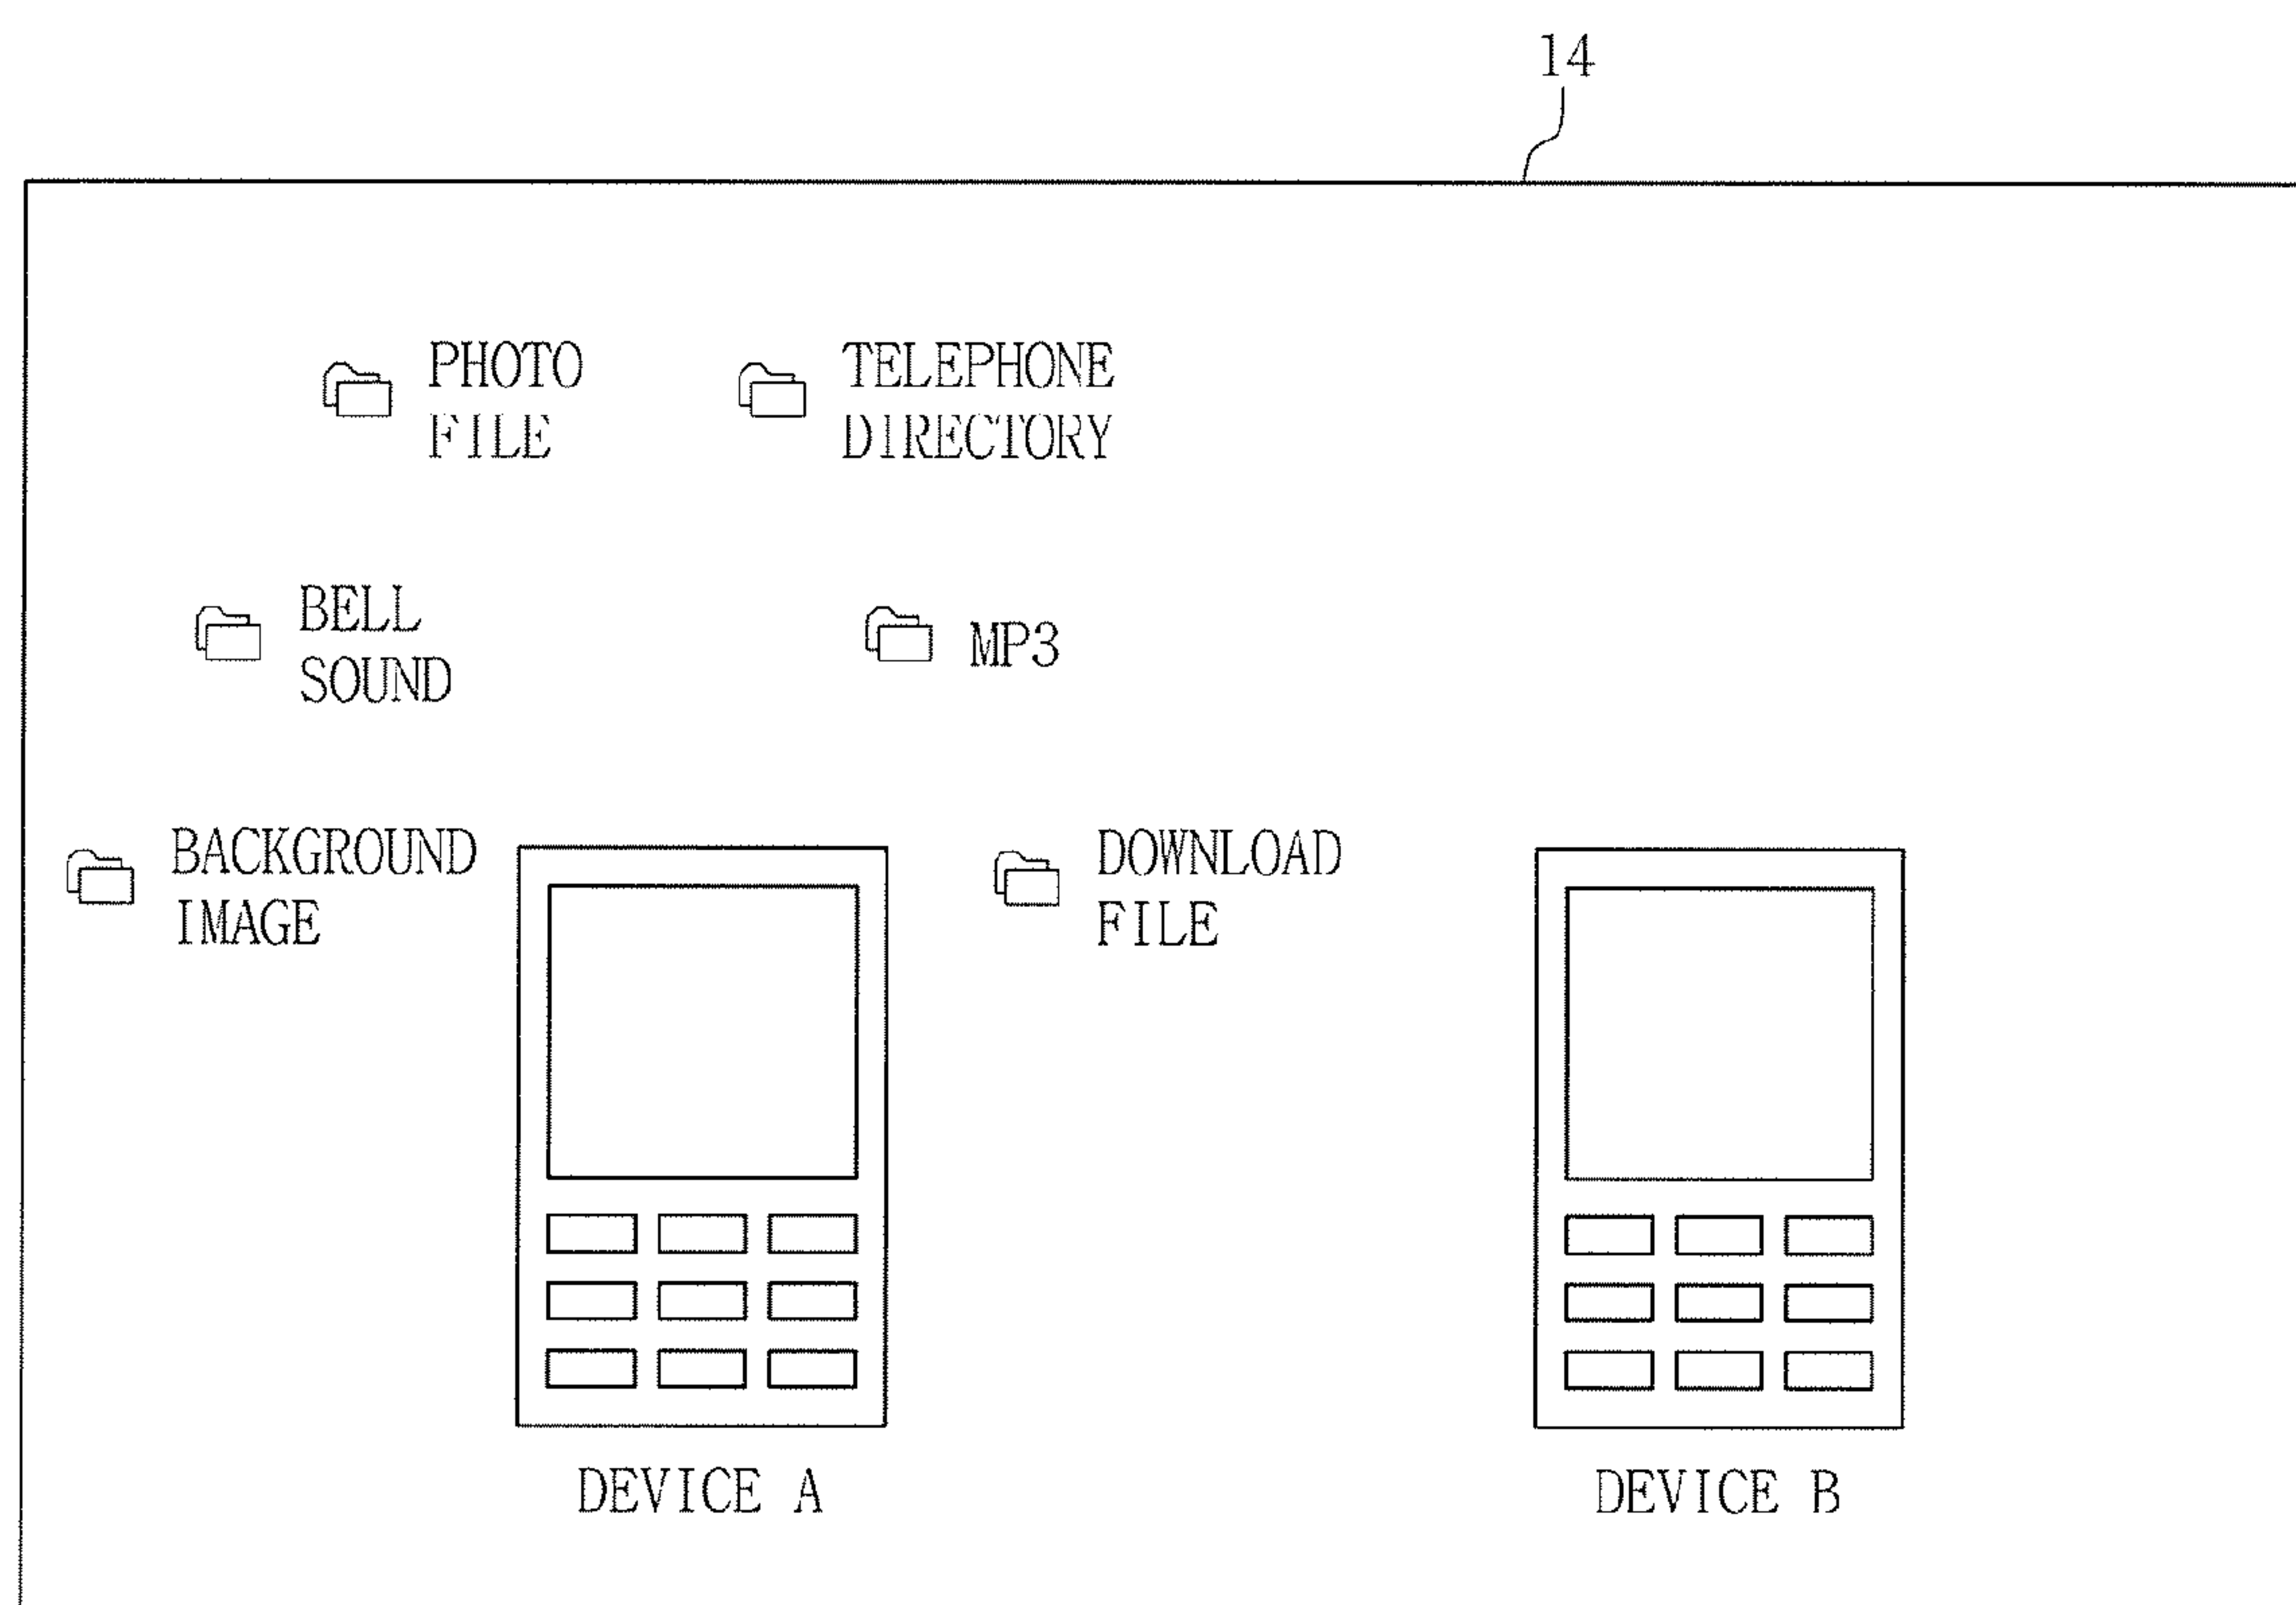 14
PHOTO
FILE
TELEPHONE
DIRECTORY
BELL
SOUND
MP3
BACKGROUND
IMAGE
DOWNLOAD
FILE
DEVICE A
DEVICE B